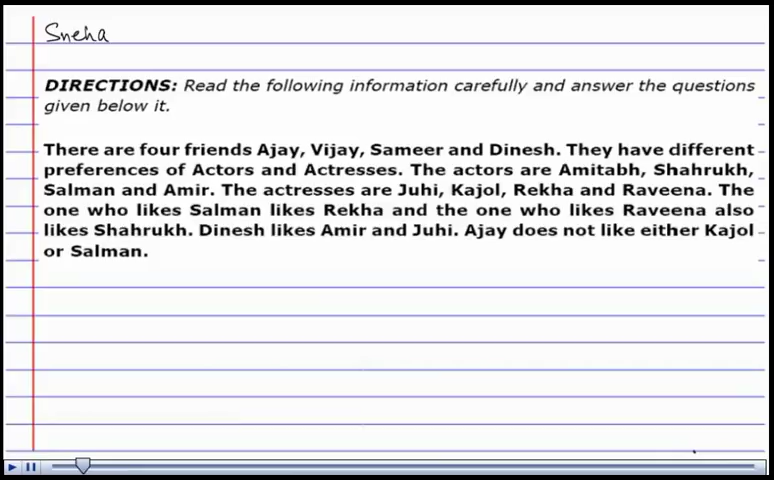 Sneha
DIRECTIONS: Read the following information carefully and answer the questions
given below it.
There are four friends Ajay, Vijay, Sameer and Dinesh. They have different
preferences of Actors and Actresses. The actors are Amitabh, Shahrukh,
Salman and Amir. The actresses are Juhi, Kajol, Rekha and Raveena. The
one who likes Salman likes Rekha and the one who likes Raveena also
likes Shahrukh. Dinesh likes Amir and Juhi. Ajay does not like either Kajol
or Salman.